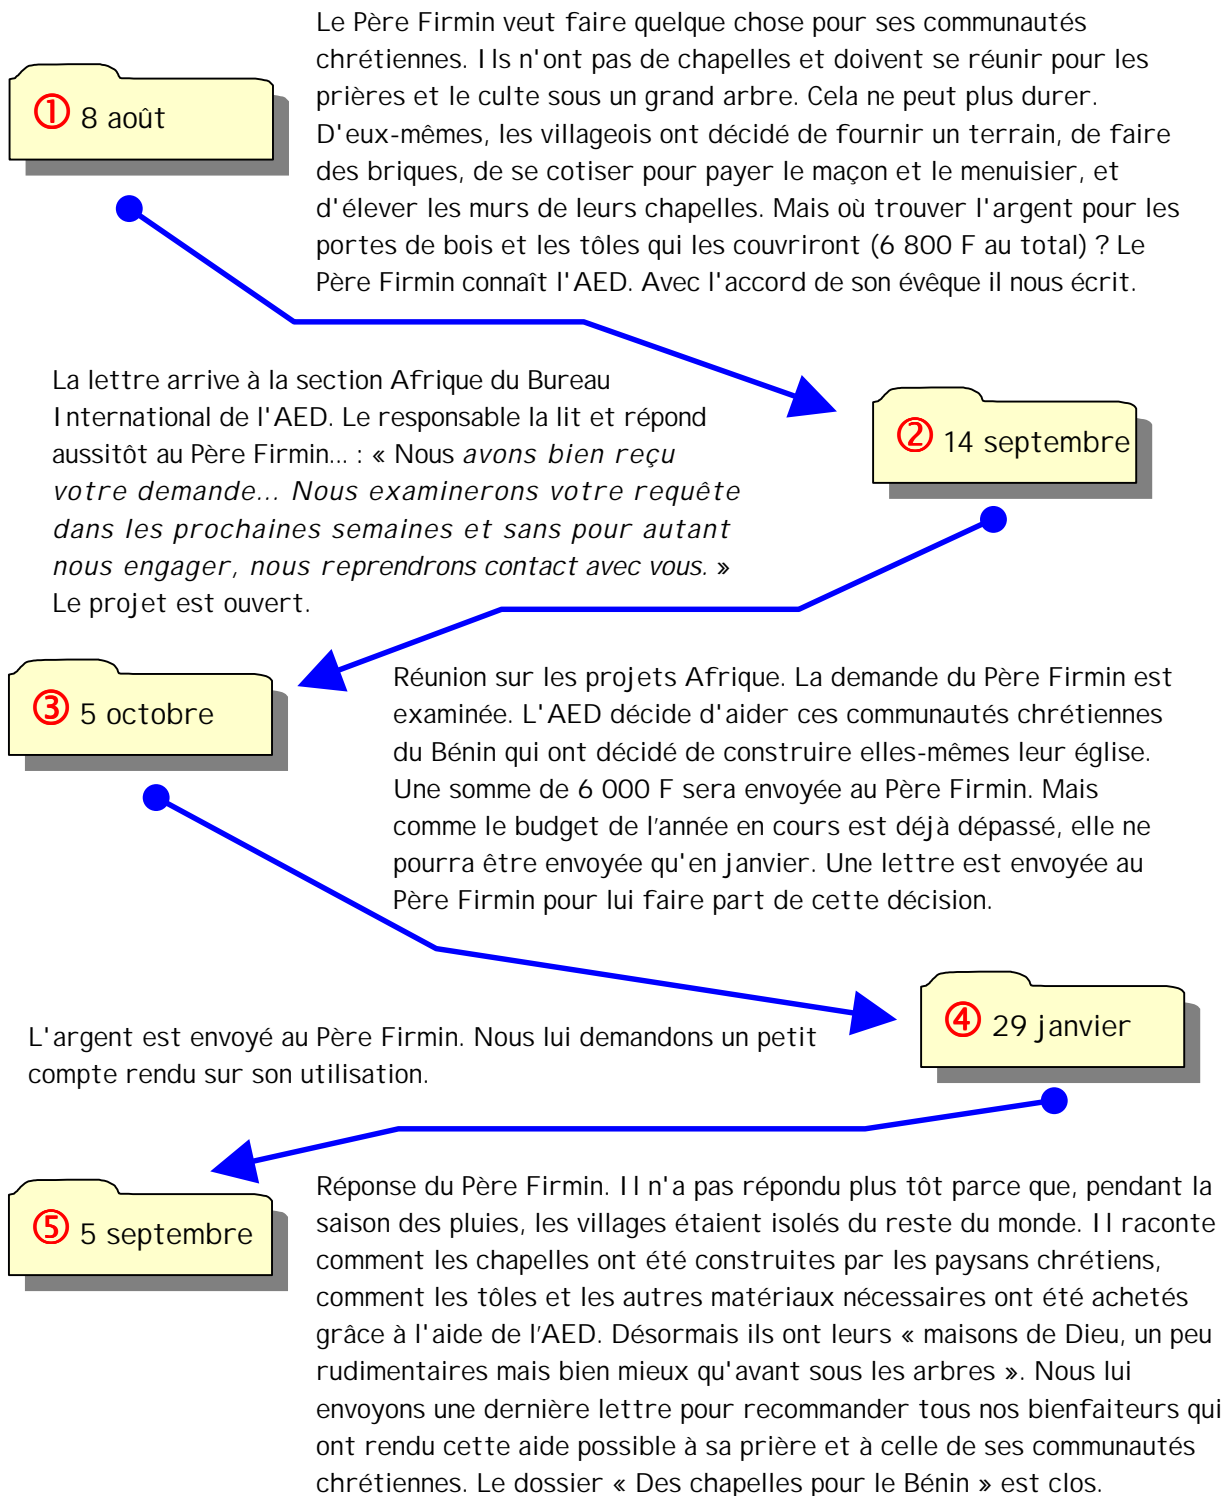 Le Père Firmin veut faire quelque chose pour ses communautés
chrétiennes. Ils n'ont pas de chapelles et doivent se réunir pour les
prières et le culte sous un grand arbre. Cela ne peut plus durer.
D'eux-mêmes, les villageois ont décidé de fournir un terrain, de faire
des briques, de se cotiser pour payer le maçon et le menuisier, et
d'élever les murs de leurs chapelles. Mais où trouver l'argent pour les
portes de bois et les tôles qui les couvriront (6 800 F au total) ? Le
Père Firmin connaît l'AED. Avec l'accord de son évêque il nous écrit.
① 8 août
La lettre arrive à la section Afrique du Bureau
International de l'AED. Le responsable la lit et répond
aussitôt au Père Firmin... : « Nous avons bien reçu
votre demande... Nous examinerons votre requête
dans les prochaines semaines et sans pour autant
nous engager, nous reprendrons contact avec vous. »
Le projet est ouvert.
② 14 septembre
③ 5 octobre
Réunion sur les projets Afrique. La demande du Père Firmin est
examinée. L'AED décide d'aider ces communautés chrétiennes
du Bénin qui ont décidé de construire elles-mêmes leur église.
Une somme de 6 000 F sera envoyée au Père Firmin. Mais
comme le budget de l’année en cours est déjà dépassé, elle ne
pourra être envoyée qu'en janvier. Une lettre est envoyée au
Père Firmin pour lui faire part de cette décision.
④ 29 janvier
L'argent est envoyé au Père Firmin. Nous lui demandons un petit
compte rendu sur son utilisation.
⑤ 5 septembre
Réponse du Père Firmin. Il n'a pas répondu plus tôt parce que, pendant la
saison des pluies, les villages étaient isolés du reste du monde. Il raconte
comment les chapelles ont été construites par les paysans chrétiens,
comment les tôles et les autres matériaux nécessaires ont été achetés
grâce à l'aide de l’AED. Désormais ils ont leurs « maisons de Dieu, un peu
rudimentaires mais bien mieux qu'avant sous les arbres ». Nous lui
envoyons une dernière lettre pour recommander tous nos bienfaiteurs qui
ont rendu cette aide possible à sa prière et à celle de ses communautés
chrétiennes. Le dossier « Des chapelles pour le Bénin » est clos.